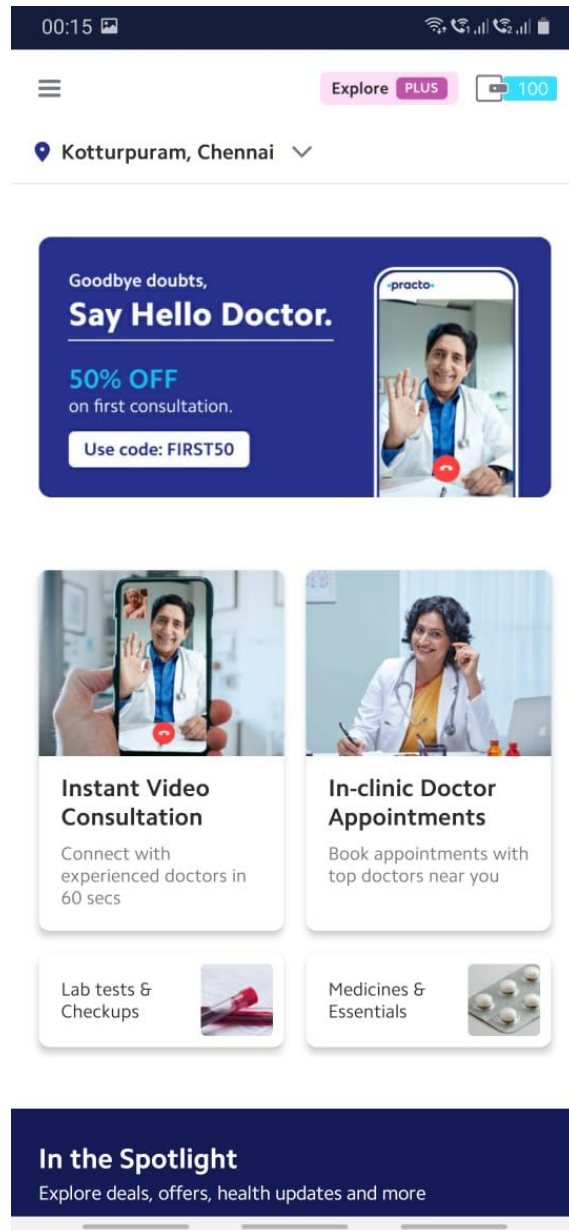 00:15
Explore PLUS
100
Kotturpuram, Chennai
Goodbye doubts,
Say Hello Doctor.
50% OFF
on first consultation.
Use code: FIRST50
•practo•
Instant Video
Consultation
Connect with
experienced doctors in
60 secs
In-clinic Doctor
Appointments
Book appointments with
top doctors near you
Lab tests &
Checkups
Medicines &
Essentials
In the Spotlight
Explore deals, offers, health updates and more